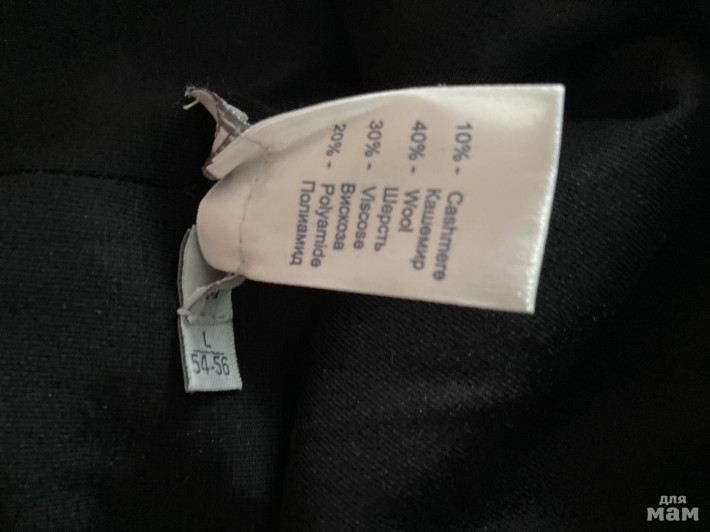 10% - Cashmere
Кашемир
40% - Wool
Шерсть
30% - Viscose
Вискоза
20% - Polyamide
Полиамид
L
54-56
для
мам